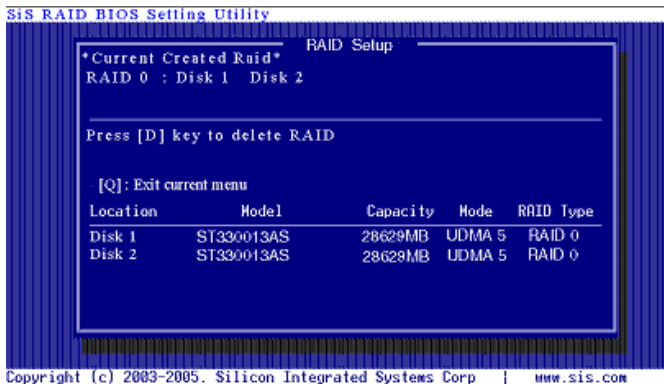 SiS RAID BIOS Setting Utility
RAID Setup
*Current Created Raid*
RAID 0 : Disk 1 Disk 2
Press [D] key to delete RAID
[Q]: Exit current menu
Location Model Capacity Mode RAID Type
Disk 1 ST330013AS 28629MB UDMA 5 RAID 0
Disk 2 ST330013AS 28629MB UDMA 5 RAID 0
Copyright (c) 2003-2005. Silicon Integrated Systems Corp | www.sis.com